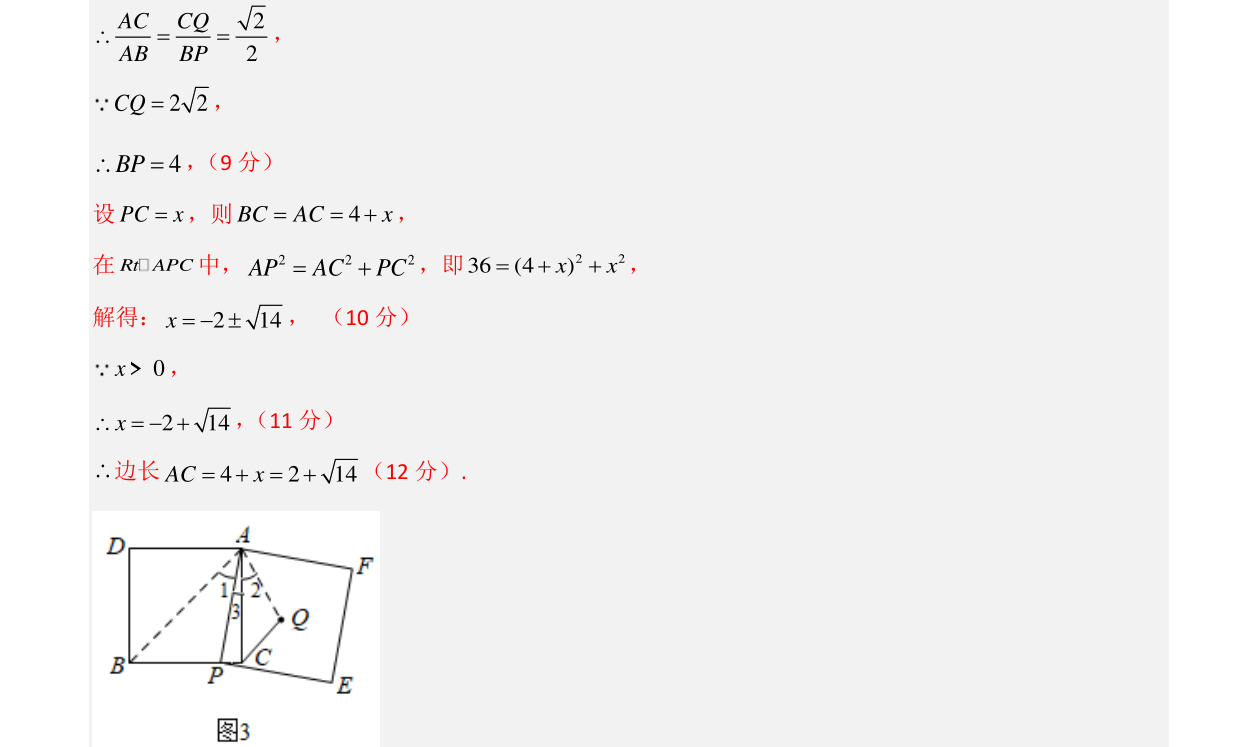 ∴AC/AB=CQ/BP=√2/2，
∵CQ=2√2，
∴BP=4，（9 分）
设 PC=x，则 BC=AC=4+x，
在 Rt□APC 中，AP²=AC²+PC²，即 36=(4+x)²+x²，
解得：x=−2±√14，（10 分）
∵x> 0，
∴x=−2+√14，（11 分）
∴边长 AC=4+x=2+√14（12 分）.
A
D
F
1
2
3
Q
B
C
P
E
图3